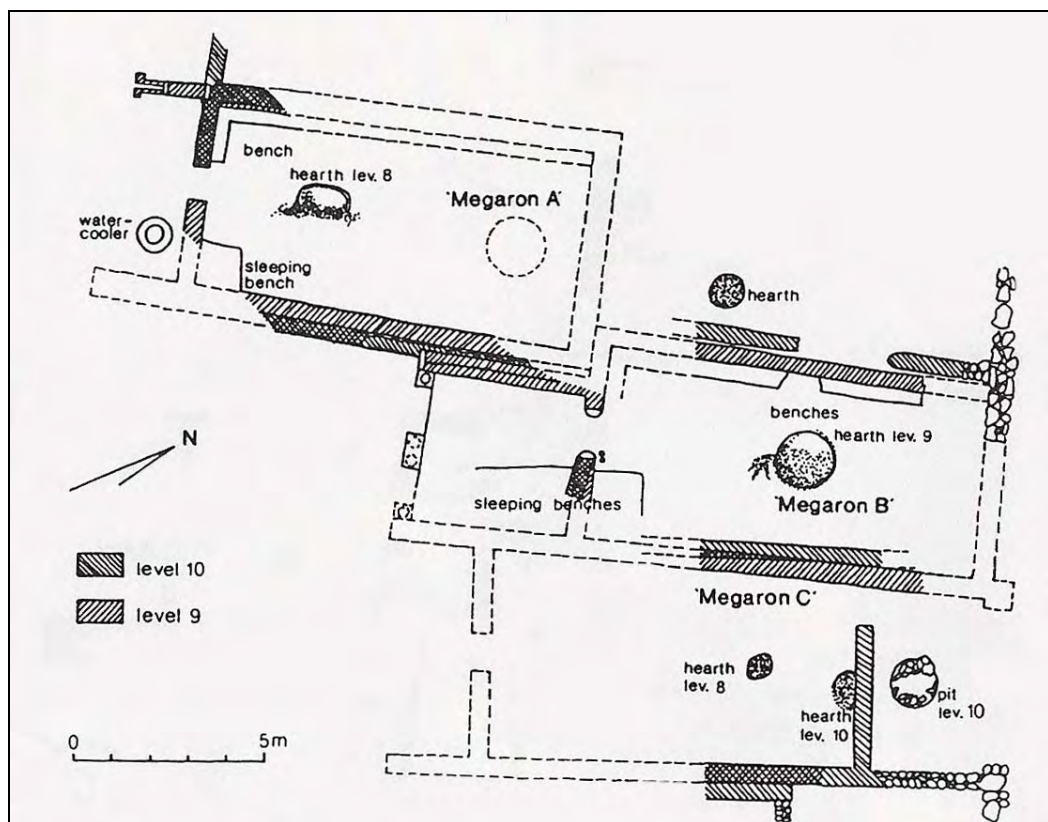 bench
hearth lev. 8
'Megaron A'
water-
cooler
sleeping
bench
hearth
benches
hearth lev. 9
N
sleeping benches
'Megaron B'
level 10
level 9
'Megaron C'
hearth
lev. 8
hearth
lev. 10
pit
lev. 10
0
5m